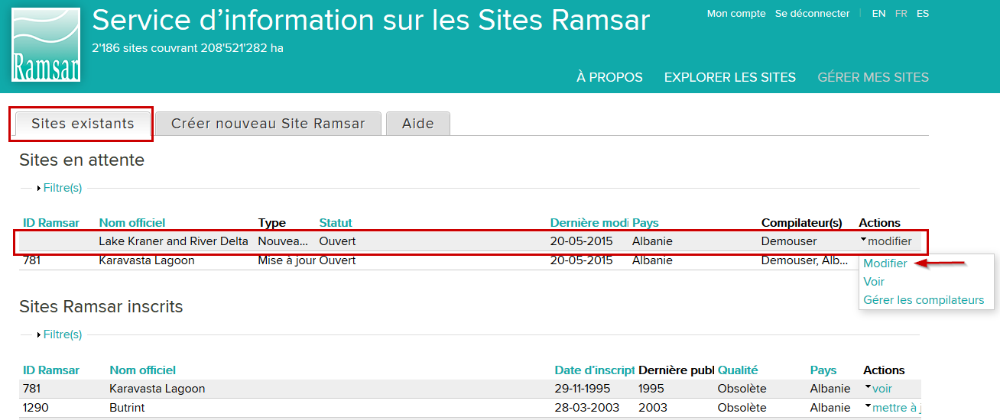 Service d’information sur les Sites Ramsar
Mon compte Se déconnecter EN FR ES
2'186 sites couvrant 208'521'282 ha
Ramsar
À PROPOS EXPLORER LES SITES GÉRER MES SITES
Sites existants Créer nouveau Site Ramsar Aide
Sites en attente
Filtre(s)
ID Ramsar Nom officiel Type Statut Dernière modi Pays Compilateur(s) Actions
Lake Kraner and River Delta Nouvea... Ouvert 20-05-2015 Albanie Demouser modifier
781 Karavasta Lagoon Mise à jour Ouvert 20-05-2015 Albanie Demouser, Alb...
Modifier
Voir
Gérer les compilateurs
Sites Ramsar inscrits
Filtre(s)
ID Ramsar Nom officiel Date d’inscript Dernière publ Qualité Pays Actions
781 Karavasta Lagoon 29-11-1995 1995 Obsolète Albanie voir
1290 Butrint 28-03-2003 2003 Obsolète Albanie mettre à j